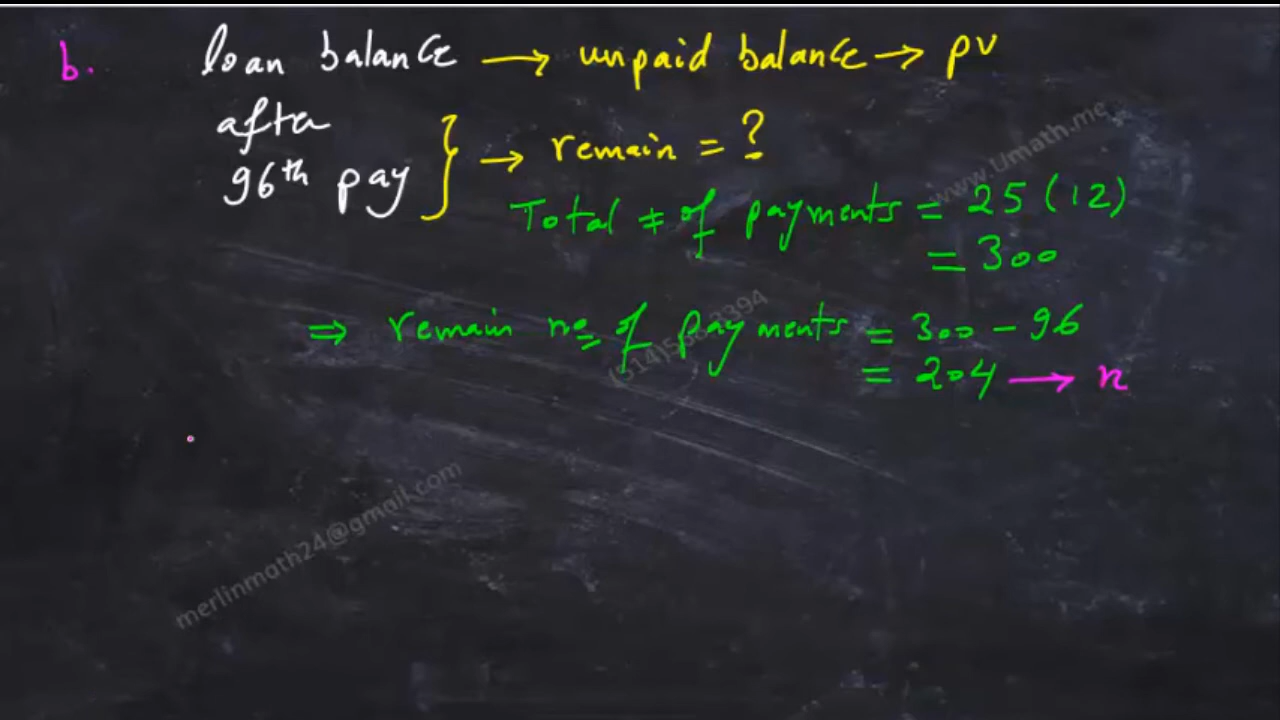 b. loan balance → unpaid balance → PV
after
96th pay } → remain = ?
Total # of payments = 25 (12)
= 300
⇒ remain no of payments = 300 - 96
= 204 → n
www.Umath.me
merlinmath24@gmail.com